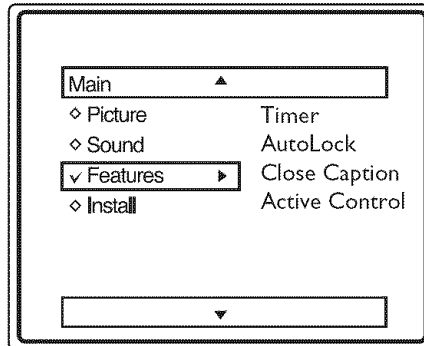 Main
Picture
Timer
Sound
AutoLock
Features
Close Caption
Install
Active Control